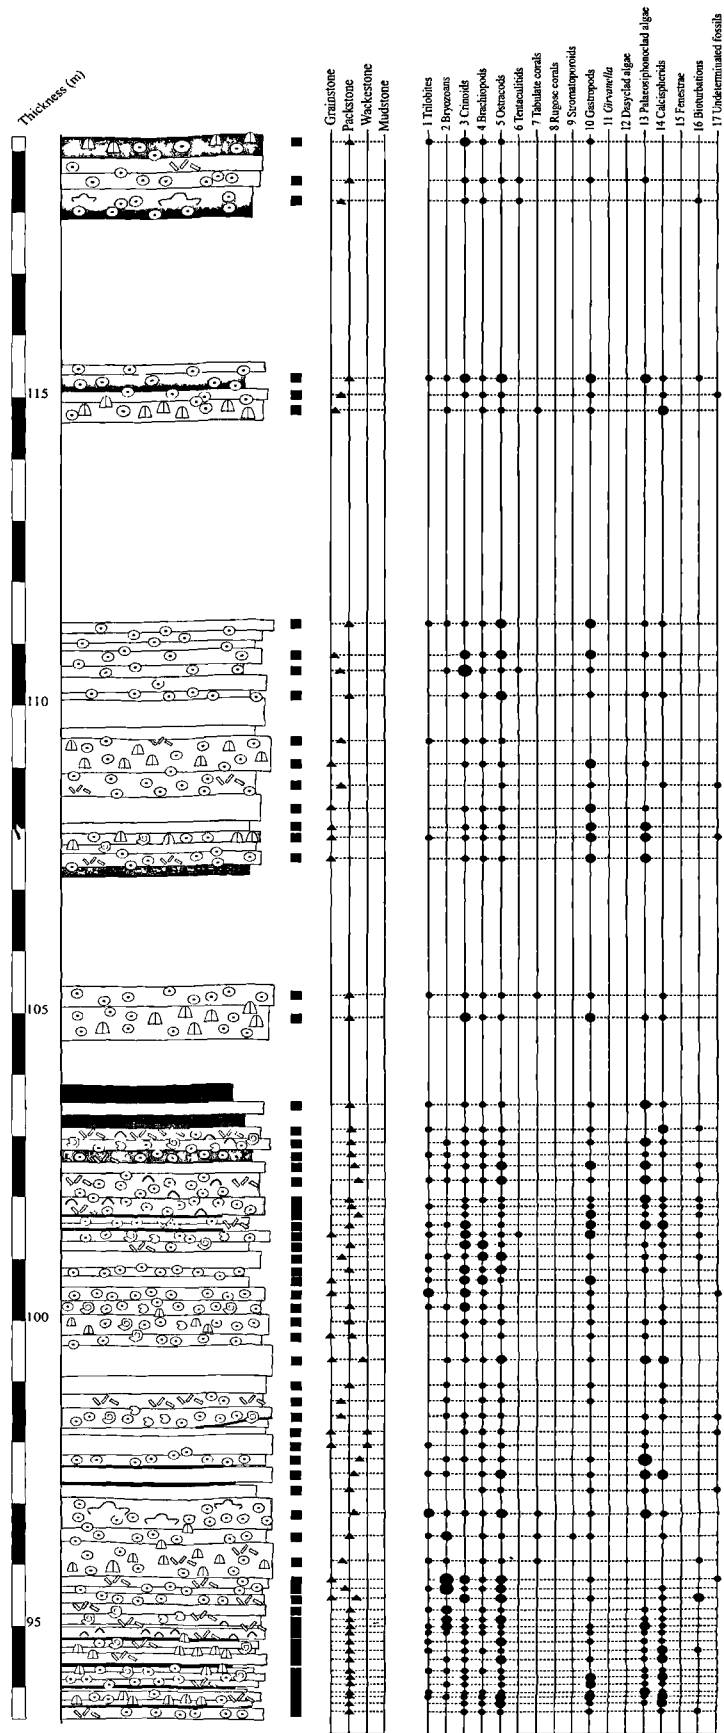 Thickness (m)
Grainstone
Packstone
Wackestone
Mudstone
1 Trilobites
2 Bryozoans
3 Crinoids
4 Brachiopods
5 Ostracods
6 Tentaculitids
7 Tabulate corals
8 Rugose corals
9 Stromatoporoids
10 Gastropods
11 Girvanella
12 Dasyclad algae
13 Palaeosiphonoclad algae
14 Calcispherids
15 Fenestrae
16 Bioturbations
17 Undeterminated fossils
115
110
105
100
95